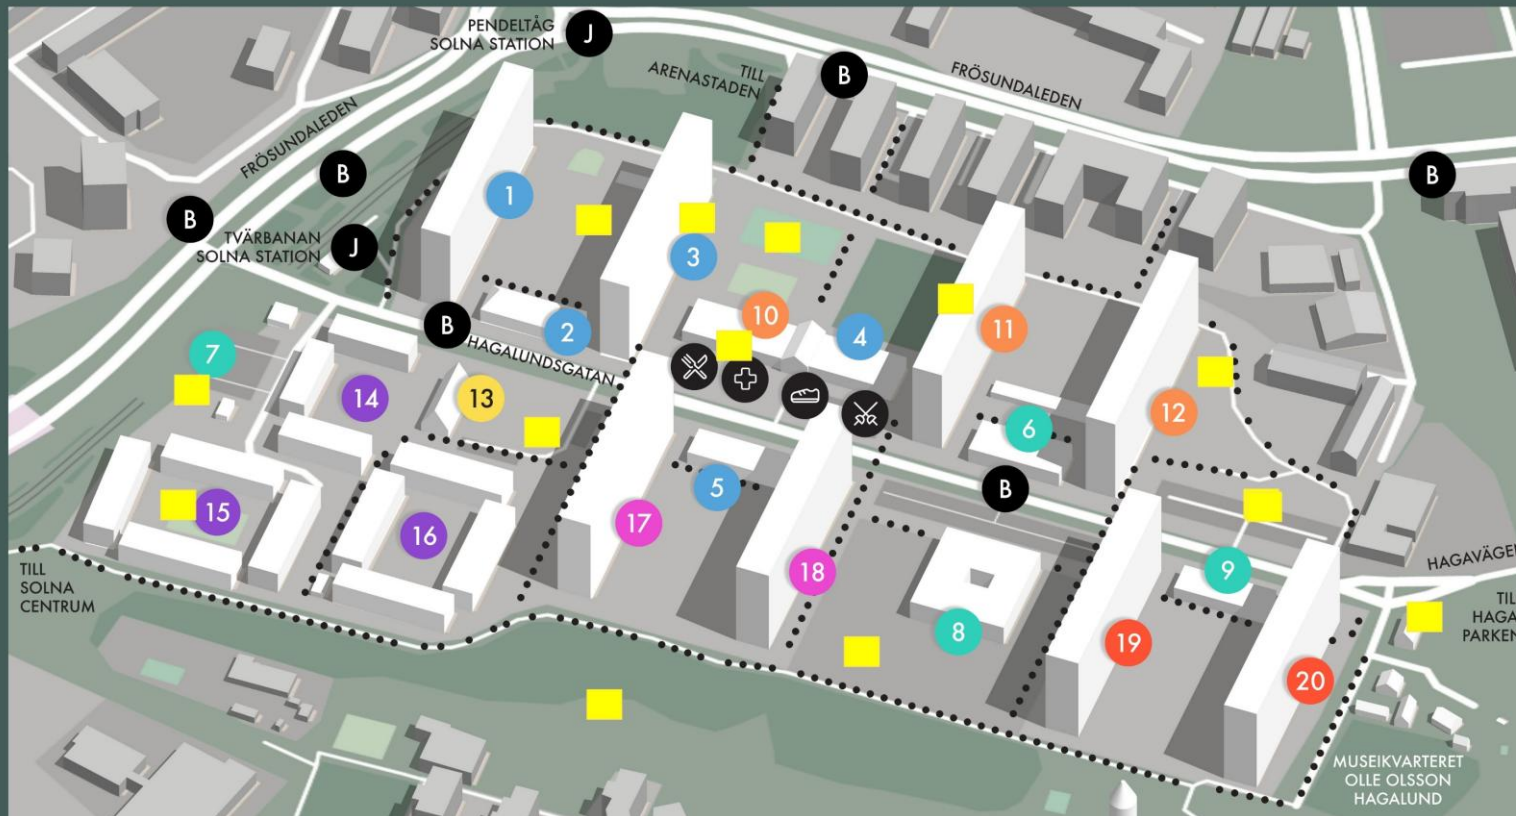 PENDELTÅG
SOLNA STATION
J
TILL
ARENASTADEN
B
FRÖSUNDALEDEN
FRÖSUNDALEDEN
B
B
B
TVÄRBANAN
SOLNA STATION
J
1
3
2
B
HAGALUNDSGATAN
10
4
11
12
7
14
13
6
5
B
15
16
17
18
8
9
19
20
TILL
SOLNA
CENTRUM
HAGAVÄGEN
TIL
HAGA
PARKEN
MUSEIKVARTERET
OLLE OLSSON
HAGALUND